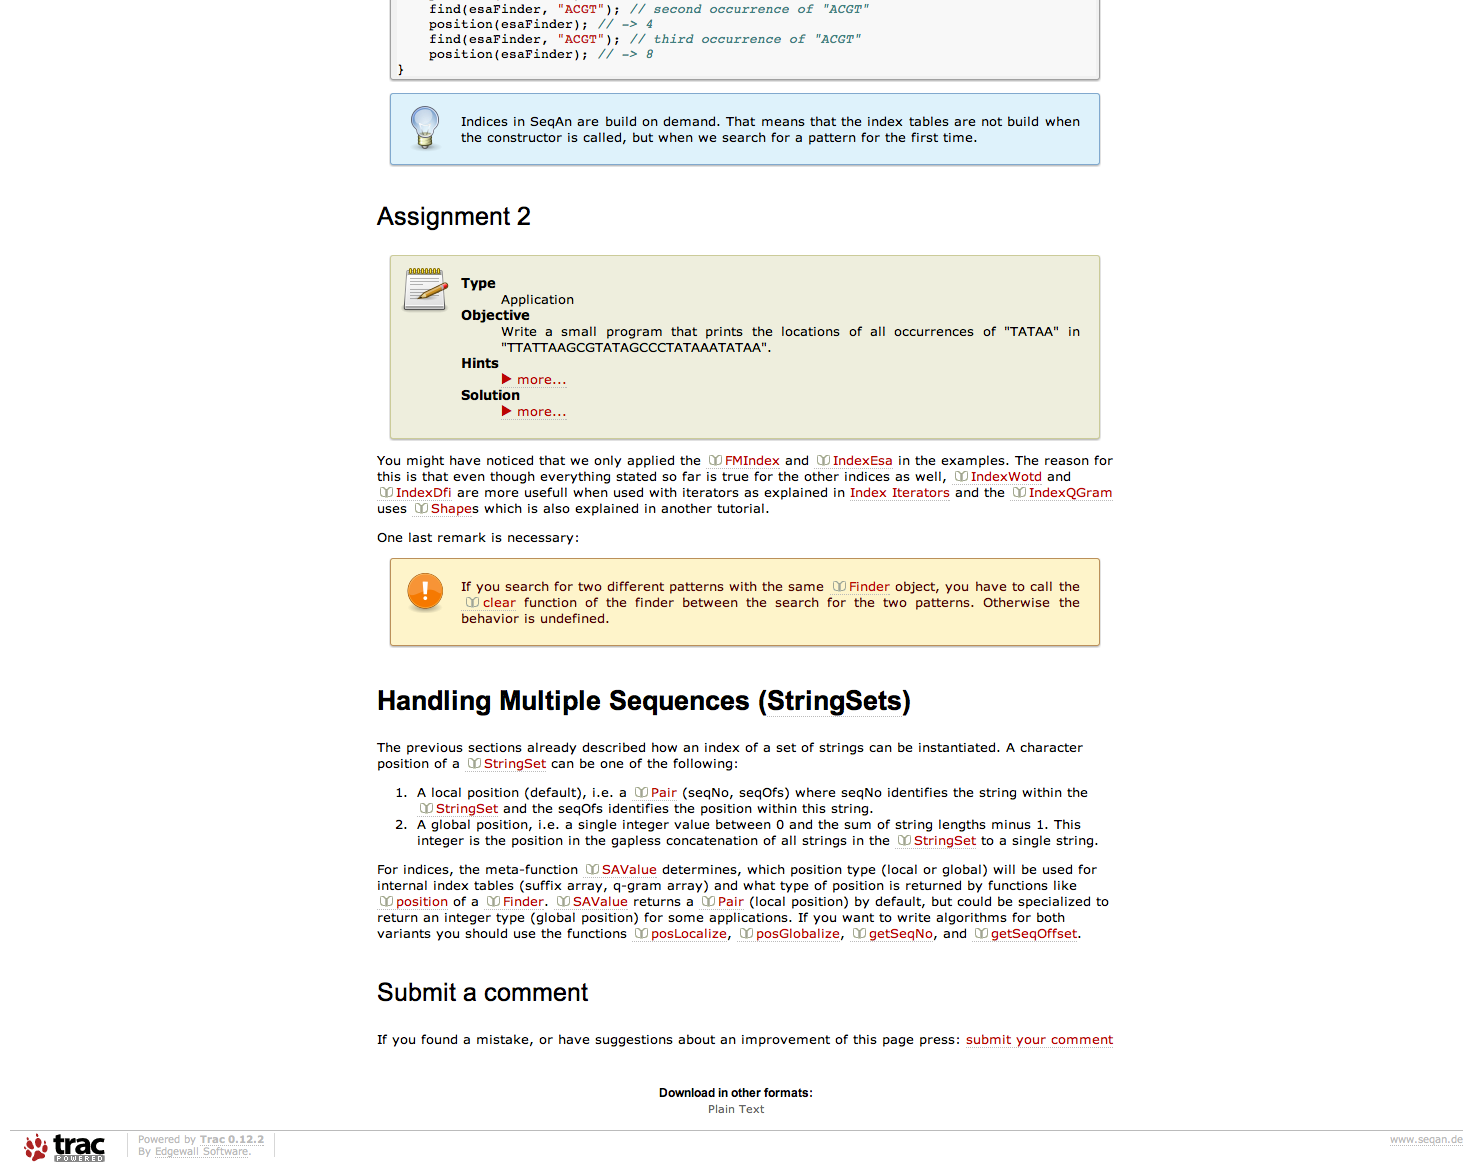 find(esaFinder, "ACGT"); // second occurrence of "ACGT"
position(esaFinder); // -> 4
find(esaFinder, "ACGT"); // third occurrence of "ACGT"
position(esaFinder); // -> 8
}
Indices in SeqAn are build on demand. That means that the index tables are not build when
the constructor is called, but when we search for a pattern for the first time.
Assignment 2
Type
Application
Objective
Write a small program that prints the locations of all occurrences of "TATAA" in
"TTATTAAGCGTATAGCCCTATAAATATAA".
Hints
more...
Solution
more...
You might have noticed that we only applied the FMIndex and IndexEsa in the examples. The reason for
this is that even though everything stated so far is true for the other indices as well, IndexWotd and
IndexDfi are more usefull when used with iterators as explained in Index Iterators and the IndexQGram
uses Shapes which is also explained in another tutorial.
One last remark is necessary:
If you search for two different patterns with the same Finder object, you have to call the
clear function of the finder between the search for the two patterns. Otherwise the
behavior is undefined.
Handling Multiple Sequences (StringSets)
The previous sections already described how an index of a set of strings can be instantiated. A character
position of a StringSet can be one of the following:
1. A local position (default), i.e. a Pair (seqNo, seqOfs) where seqNo identifies the string within the
StringSet and the seqOfs identifies the position within this string.
2. A global position, i.e. a single integer value between 0 and the sum of string lengths minus 1. This
integer is the position in the gapless concatenation of all strings in the StringSet to a single string.
For indices, the meta-function SAValue determines, which position type (local or global) will be used for
internal index tables (suffix array, q-gram array) and what type of position is returned by functions like
position of a Finder. SAValue returns a Pair (local position) by default, but could be specialized to
return an integer type (global position) for some applications. If you want to write algorithms for both
variants you should use the functions posLocalize, posGlobalize, getSeqNo, and getSeqOffset.
Submit a comment
If you found a mistake, or have suggestions about an improvement of this page press: submit your comment
Download in other formats:
Plain Text
trac
POWERED
Powered by Trac 0.12.2
By Edgewall Software.
www.seqan.de